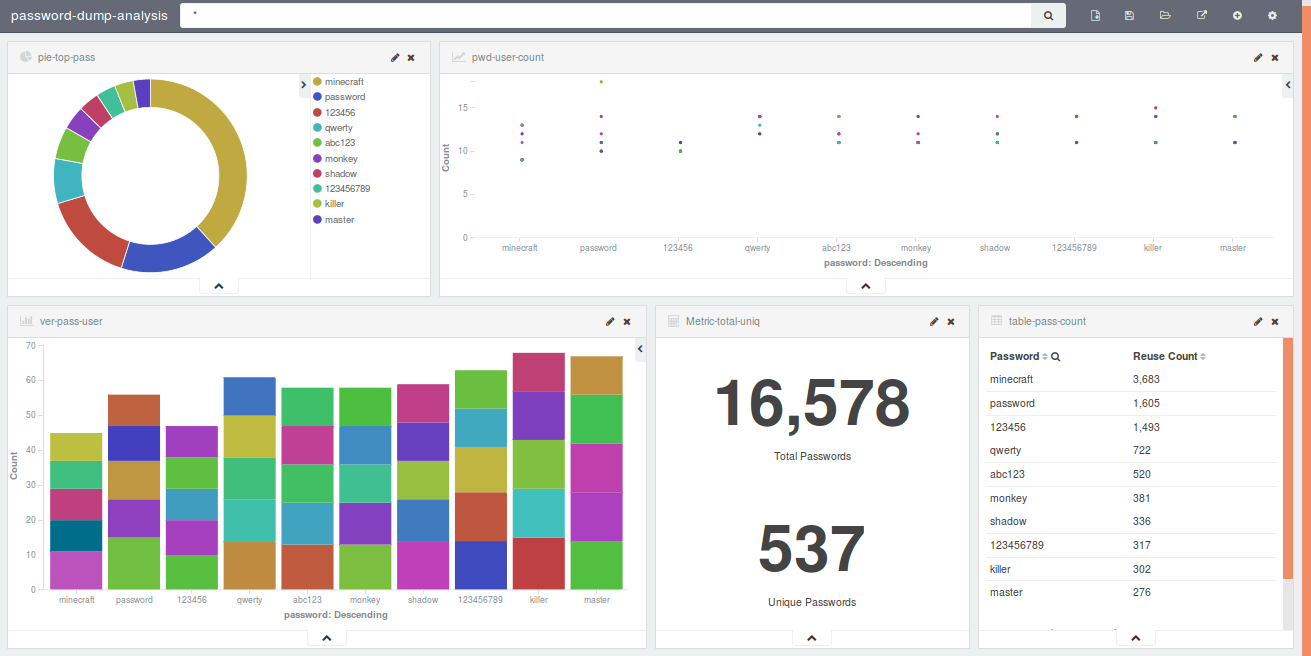 password-dump-analysis *
pie-top-pass
minecraft
password
123456
qwerty
abc123
monkey
shadow
123456789
killer
master
pwd-user-count
Count
15
10
5
0
minecraft password 123456 qwerty abc123 monkey shadow 123456789 killer master
password: Descending
ver-pass-user
Count
70
60
50
40
30
20
10
0
minecraft password 123456 qwerty abc123 monkey shadow 123456789 killer master
password: Descending
Metric-total-uniq
16,578
Total Passwords
537
Unique Passwords
table-pass-count
Password Reuse Count
minecraft 3,683
password 1,605
123456 1,493
qwerty 722
abc123 520
monkey 381
shadow 336
123456789 317
killer 302
master 276